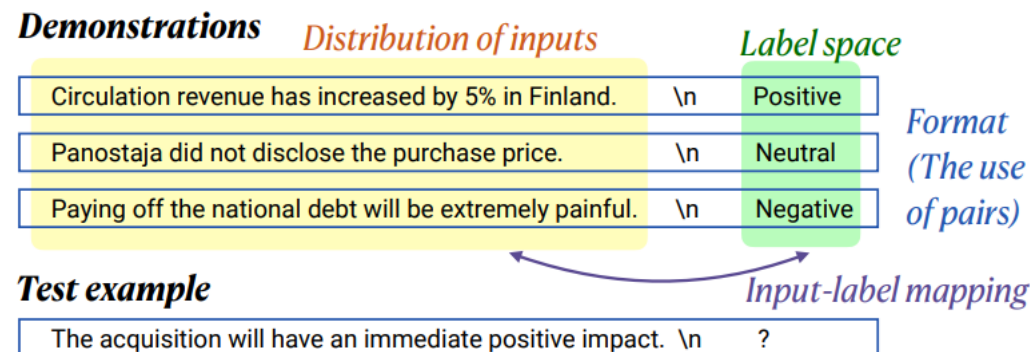 Demonstrations
Distribution of inputs
Label space
Circulation revenue has increased by 5% in Finland. \n Positive
Panostaja did not disclose the purchase price. \n Neutral
Paying off the national debt will be extremely painful. \n Negative
Format
(The use
of pairs)
Test example
Input-label mapping
The acquisition will have an immediate positive impact. \n ?